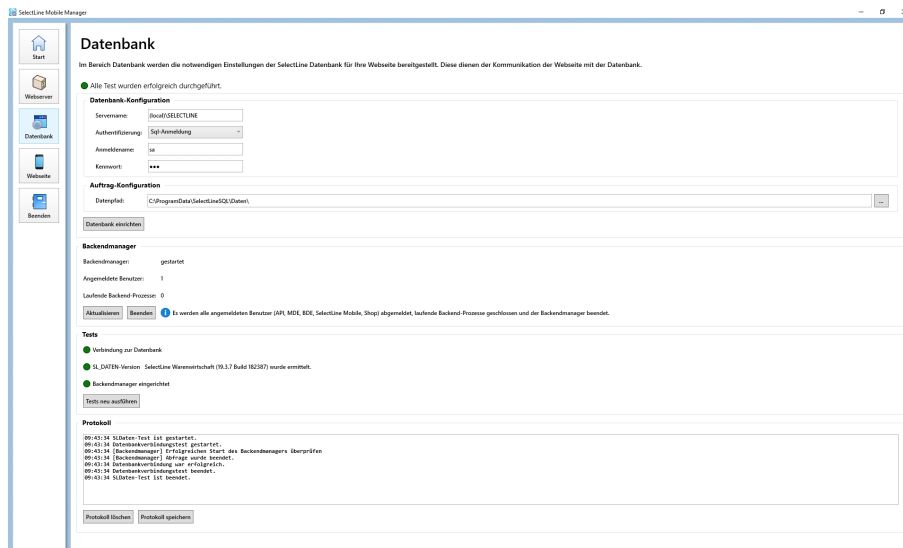 SelectLine Mobile Manager
Start
Webserver
Datenbank
Webseite
Beenden
Datenbank
Im Bereich Datenbank werden die notwendigen Einstellungen der SelectLine Datenbank für Ihre Webseite bereitgestellt. Diese dienen der Kommunikation der Webseite mit der Datenbank.
Alle Test wurden erfolgreich durchgeführt.
Datenbank-Konfiguration
Servername: (local)\SELECTLINE
Authentifizierung: Sql-Anmeldung
Anmeldename: sa
Kennwort: •••
Auftrag-Konfiguration
Datenpfad: C:\ProgramData\SelectLineSQL\Daten\ ...
Datenbank einrichten
Backendmanager
Backendmanager: gestartet
Angemeldete Benutzer: 1
Laufende Backend-Prozesse: 0
Aktualisieren Beenden Es werden alle angemeldeten Benutzer (API, MDE, BDE, SelectLine Mobile, Shop) abgemeldet, laufende Backend-Prozesse geschlossen und der Backendmanager beendet.
Tests
Verbindung zur Datenbank
SL_DATEN-Version SelectLine Warenwirtschaft (19.3.7 Build 182387) wurde ermittelt.
Backendmanager eingerichtet
Tests neu ausführen
Protokoll
09:43:34 SLDaten-Test ist gestartet.
09:43:34 Datenbankverbindungstest gestartet.
09:43:34 [Backendmanager] Erfolgreichen Start des Backendmanagers überprüfen
09:43:34 [Backendmanager] Abfrage wurde beendet.
09:43:34 Datenbankverbindung war erfolgreich.
09:43:34 Datenbankverbindungstest beendet.
09:43:34 SLDaten-Test ist beendet.
Protokoll löschen Protokoll speichern